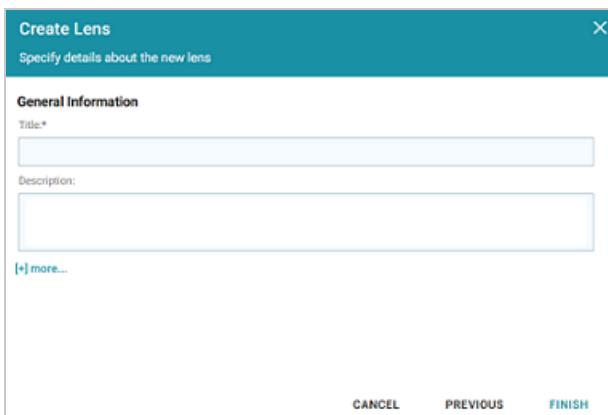 Create Lens
Specify details about the new lens
General Information
Title:*
Description:
[+] more...
CANCEL PREVIOUS FINISH